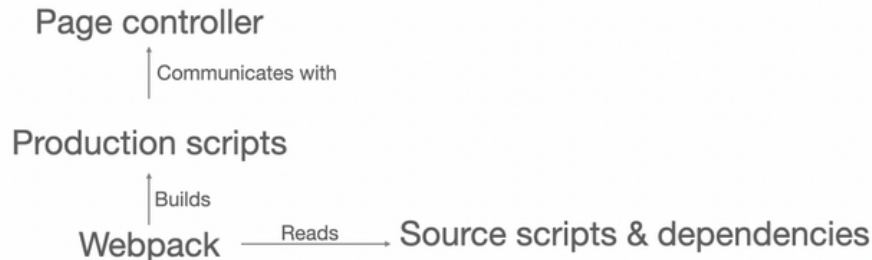 Page controller
Communicates with
Production scripts
Builds
Webpack
Reads
Source scripts & dependencies